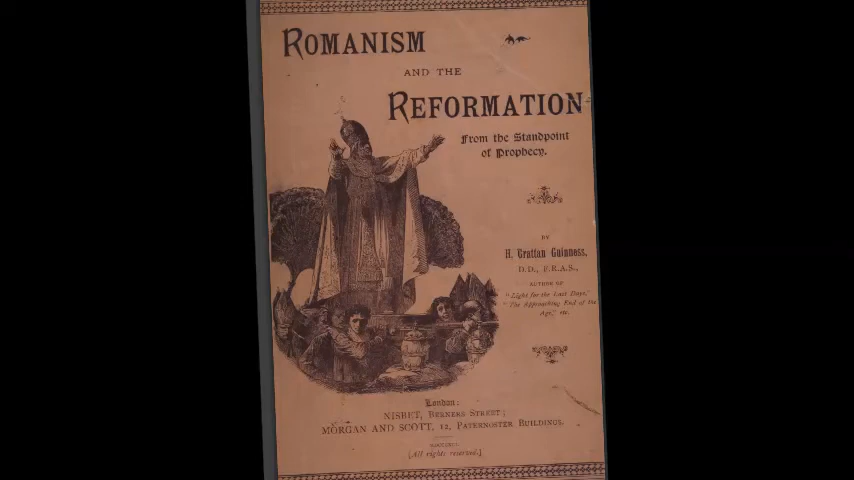 ROMANISM
AND THE
REFORMATION
From the Standpoint
of Prophecy.
BY
H. Grattan Guinness,
D.D., F.R.A.S.,
AUTHOR OF
"Light for the Last Days,"
"The Approaching End of the
Age," etc.
London:
NISBET, BERNERS STREET;
MORGAN AND SCOTT, 12, PATERNOSTER BUILDINGS.
[All rights reserved.]